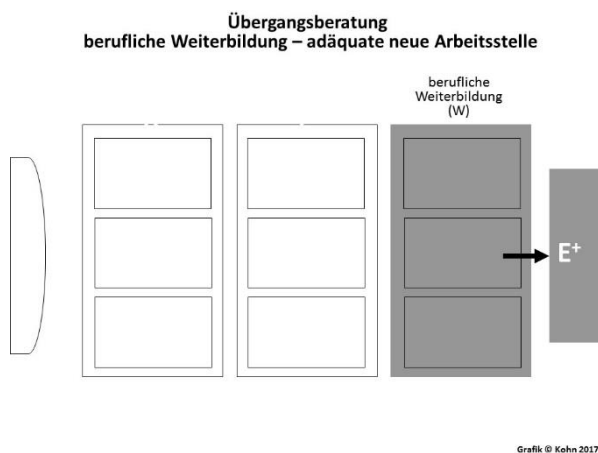 Übergangsberatung
berufliche Weiterbildung – adäquate neue Arbeitsstelle
berufliche
Weiterbildung
(W)
E⁺
Grafik © Kohn 2017